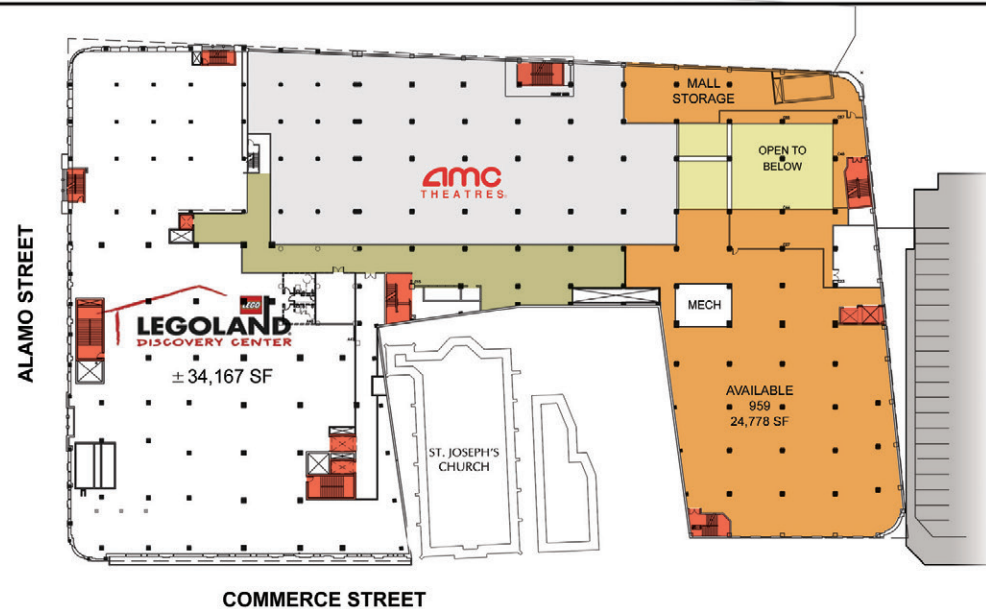 MALL
STORAGE
OPEN TO
BELOW
amc
THEATRES
ALAMO STREET
LEGO
LEGOLAND
DISCOVERY CENTER
± 34,167 SF
MECH
AVAILABLE
959
24,778 SF
ST. JOSEPH'S
CHURCH
COMMERCE STREET